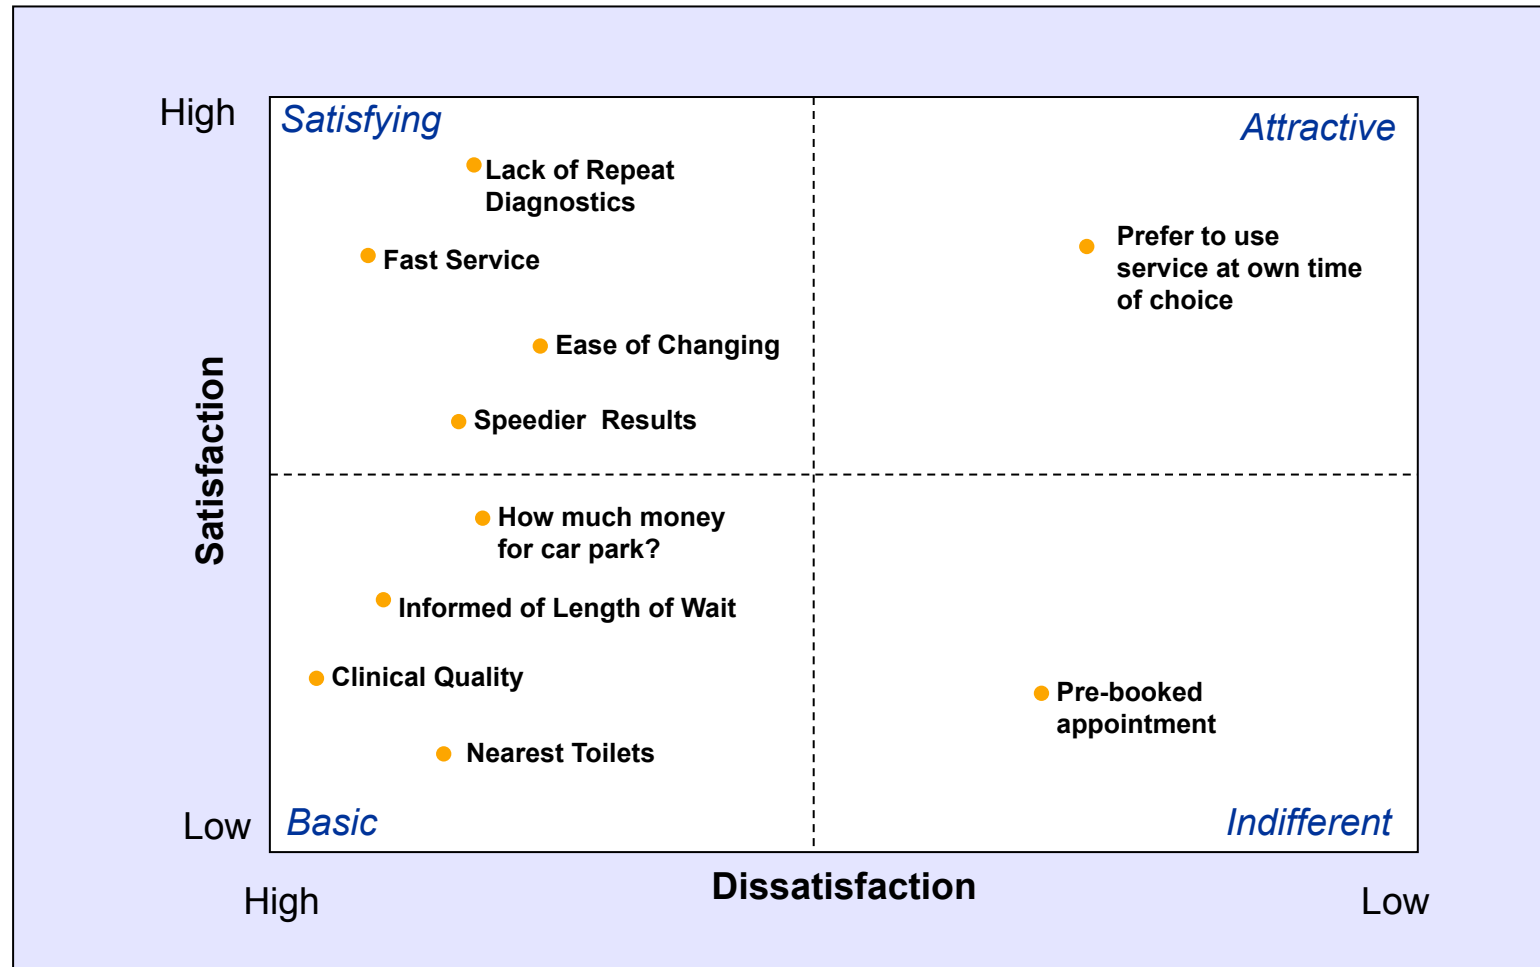 High
Satisfying
Attractive
Lack of Repeat
Diagnostics
Fast Service
Prefer to use
service at own time
of choice
Ease of Changing
Speedier Results
Satisfaction
How much money
for car park?
Informed of Length of Wait
Clinical Quality
Pre-booked
appointment
Nearest Toilets
Low
Basic
Indifferent
High
Dissatisfaction
Low